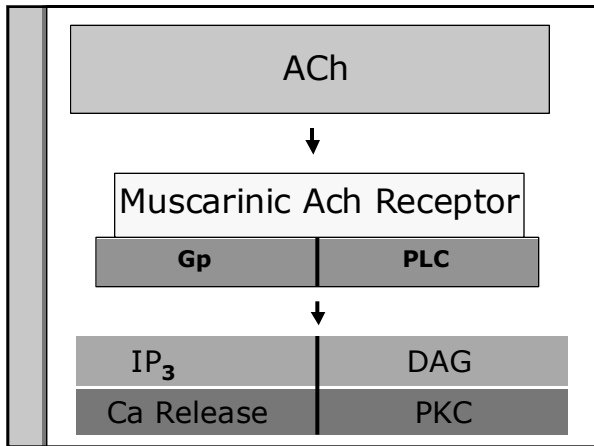 ACh
Muscarinic Ach Receptor
Gp PLC
IP₃ DAG
Ca Release PKC